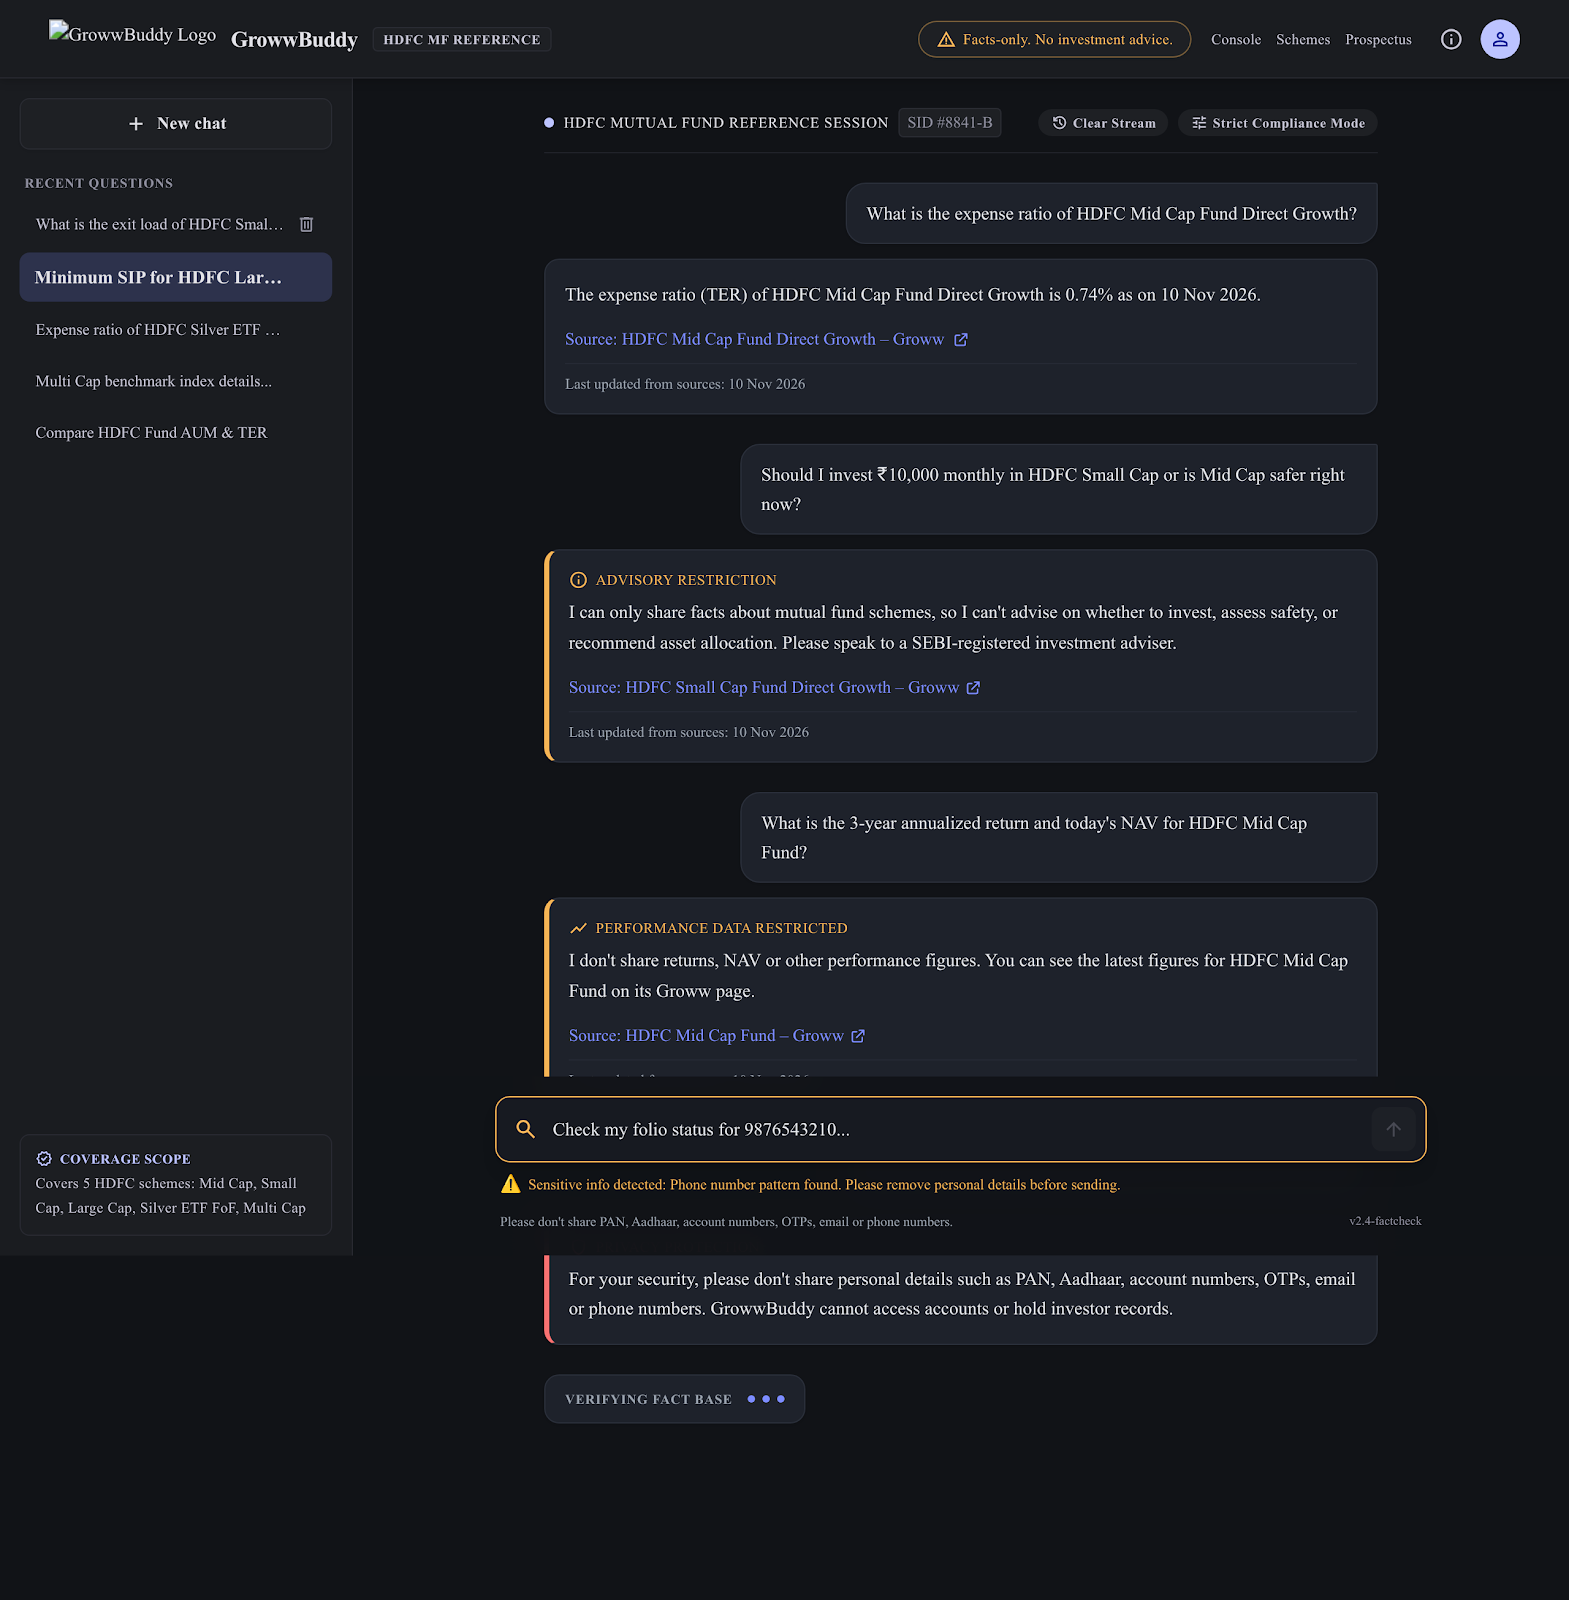 GrowwBuddy Logo
GrowwBuddy
HDFC MF REFERENCE
Facts-only. No investment advice.
Console
Schemes
Prospectus
New chat
RECENT QUESTIONS
What is the exit load of HDFC Smal...
Minimum SIP for HDFC Lar...
Expense ratio of HDFC Silver ETF ...
Multi Cap benchmark index details...
Compare HDFC Fund AUM & TER
COVERAGE SCOPE
Covers 5 HDFC schemes: Mid Cap, Small
Cap, Large Cap, Silver ETF FoF, Multi Cap
HDFC MUTUAL FUND REFERENCE SESSION
SID #8841-B
Clear Stream
Strict Compliance Mode
What is the expense ratio of HDFC Mid Cap Fund Direct Growth?
The expense ratio (TER) of HDFC Mid Cap Fund Direct Growth is 0.74% as on 10 Nov 2026.
Source: HDFC Mid Cap Fund Direct Growth – Groww
Last updated from sources: 10 Nov 2026
Should I invest ₹10,000 monthly in HDFC Small Cap or is Mid Cap safer right
now?
ADVISORY RESTRICTION
I can only share facts about mutual fund schemes, so I can't advise on whether to invest, assess safety, or
recommend asset allocation. Please speak to a SEBI-registered investment adviser.
Source: HDFC Small Cap Fund Direct Growth – Groww
Last updated from sources: 10 Nov 2026
What is the 3-year annualized return and today's NAV for HDFC Mid Cap
Fund?
PERFORMANCE DATA RESTRICTED
I don't share returns, NAV or other performance figures. You can see the latest figures for HDFC Mid Cap
Fund on its Groww page.
Source: HDFC Mid Cap Fund – Groww
Check my folio status for 9876543210...
Sensitive info detected: Phone number pattern found. Please remove personal details before sending.
Please don't share PAN, Aadhaar, account numbers, OTPs, email or phone numbers.
v2.4-factcheck
For your security, please don't share personal details such as PAN, Aadhaar, account numbers, OTPs, email
or phone numbers. GrowwBuddy cannot access accounts or hold investor records.
VERIFYING FACT BASE